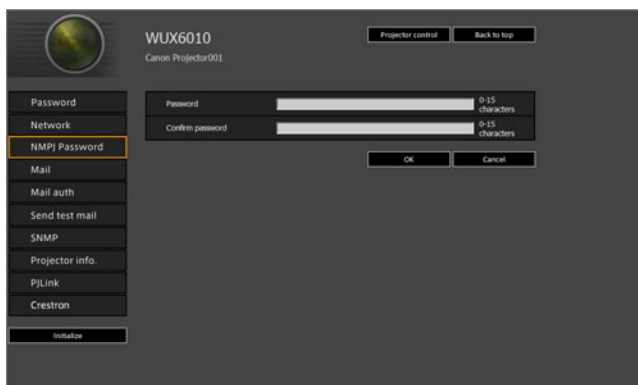 WUX6010
Canon Projector001
Projector control
Back to top
Password
Network
NMPJ Password
Mail
Mail auth
Send test mail
SNMP
Projector info.
PJLink
Crestron
Initialize
Password
0-15
characters
Confirm password
0-15
characters
OK
Cancel